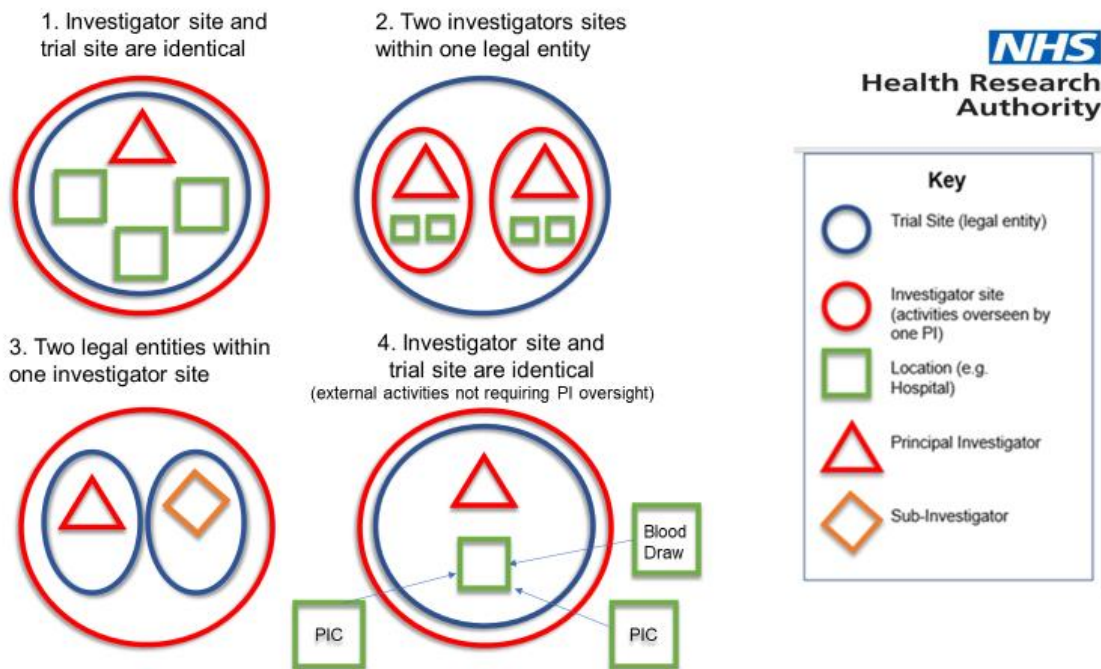 1. Investigator site and
trial site are identical
2. Two investigators sites
within one legal entity
NHS
Health Research
Authority
Key
Trial Site (legal entity)
Investigator site
(activities overseen by
one PI)
Location (e.g.
Hospital)
Principal Investigator
Sub-Investigator
3. Two legal entities within
one investigator site
4. Investigator site and
trial site are identical
(external activities not requiring PI oversight)
Blood
Draw
PIC
PIC